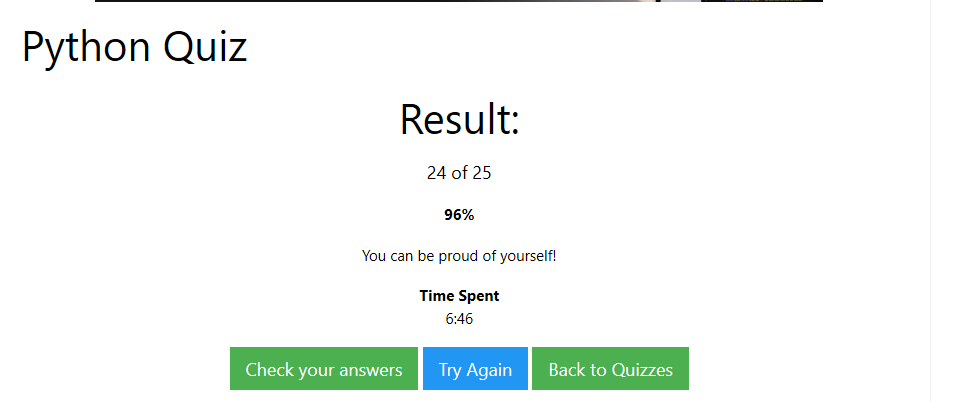 Python Quiz
Result:
24 of 25
96%
You can be proud of yourself!
Time Spent
6:46
Check your answers Try Again Back to Quizzes